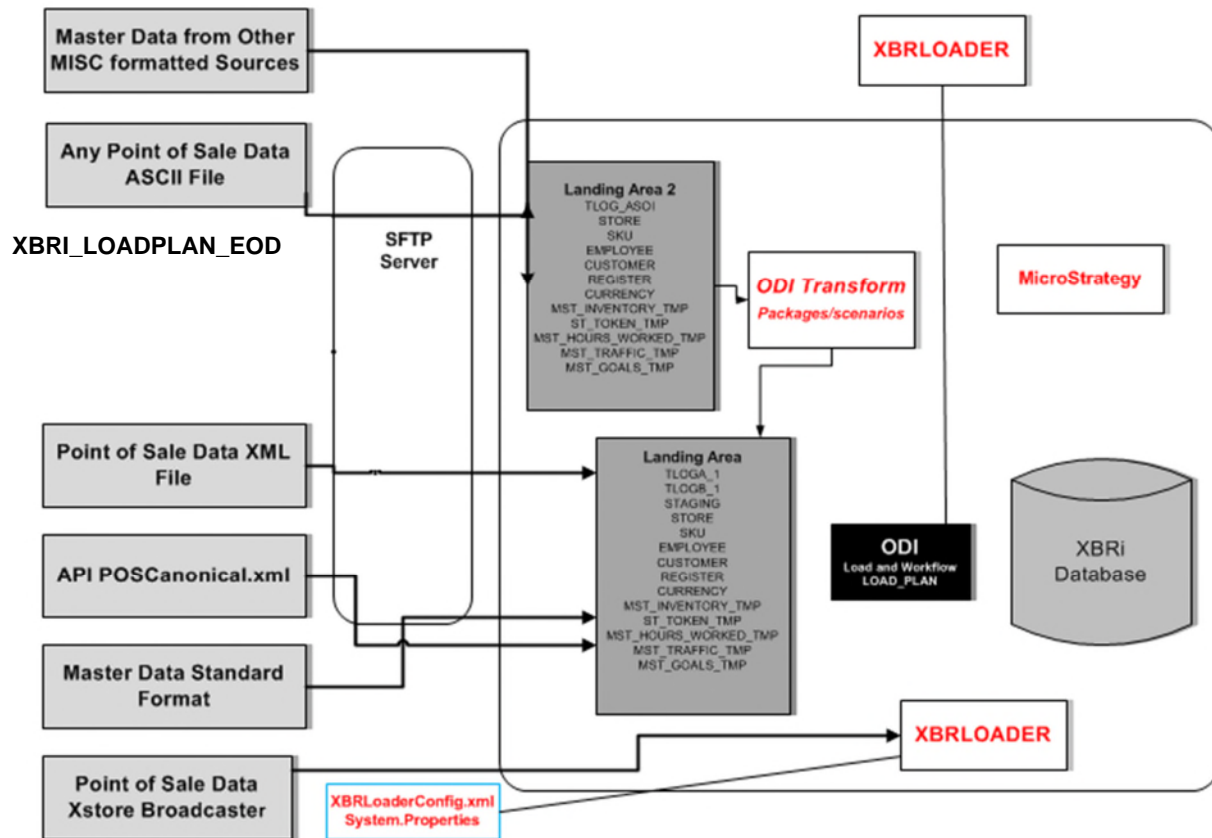 Master Data from Other
MISC formatted Sources
XBRLOADER
Any Point of Sale Data
ASCII File
XBRI_LOADPLAN_EOD
SFTP
Server
Landing Area 2
TLOG_ASOI
STORE
SKU
EMPLOYEE
CUSTOMER
REGISTER
CURRENCY
MST_INVENTORY_TMP
ST_TOKEN_TMP
MST_HOURS_WORKED_TMP
MST_TRAFFIC_TMP
MST_GOALS_TMP
ODI Transform
Packages/scenarios
MicroStrategy
Point of Sale Data XML
File
Landing Area
TLOGA_1
TLOGB_1
STAGING
STORE
SKU
EMPLOYEE
CUSTOMER
REGISTER
CURRENCY
MST_INVENTORY_TMP
ST_TOKEN_TMP
MST_HOURS_WORKED_TMP
MST_TRAFFIC_TMP
MST_GOALS_TMP
ODI
Load and Workflow
LOAD_PLAN
XBRi
Database
API POSCanonical.xml
Master Data Standard
Format
XBRLOADER
Point of Sale Data
Xstore Broadcaster
XBRLoaderConfig.xml
System.Properties